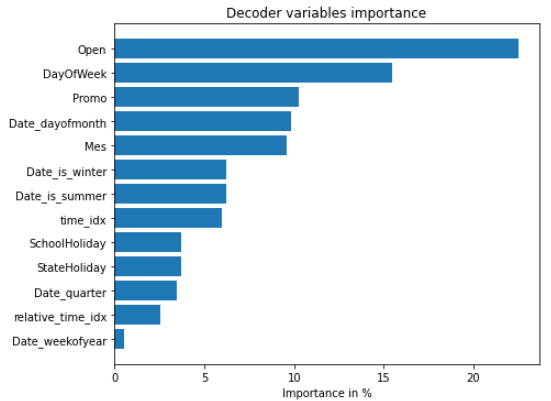 Decoder variables importance
Open
DayOfWeek
Promo
Date_dayofmonth
Mes
Date_is_winter
Date_is_summer
time_idx
SchoolHoliday
StateHoliday
Date_quarter
relative_time_idx
Date_weekofyear
0 5 10 15 20
Importance in %